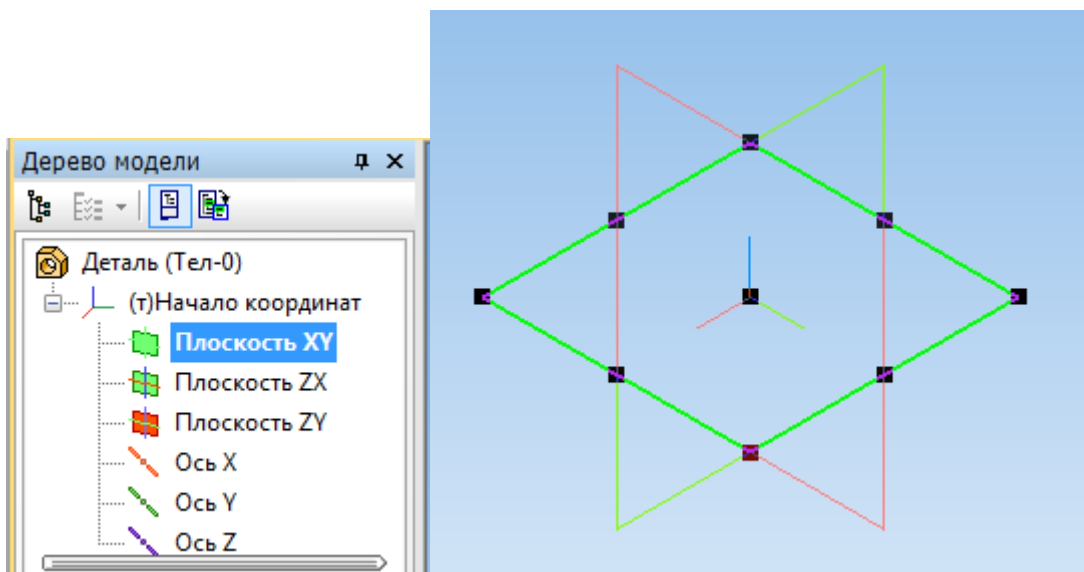 Дерево модели
Деталь (Тел-0)
(т)Начало координат
Плоскость XY
Плоскость ZX
Плоскость ZY
Ось X
Ось Y
Ось Z